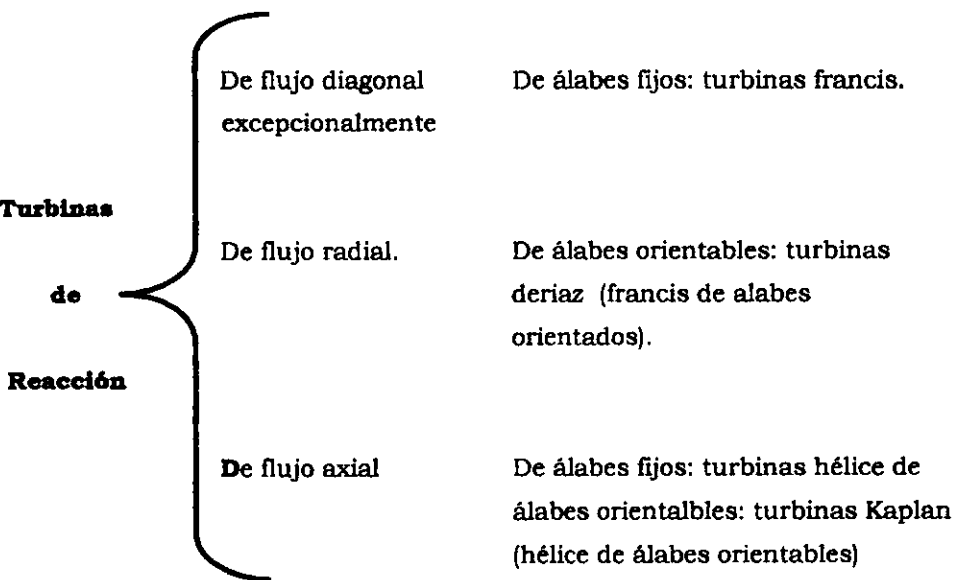 De flujo diagonal
excepcionalmente
De álabes fijos: turbinas francis.
Turbinas
de
Reacción
De flujo radial.
De álabes orientables: turbinas
deriaz (francis de alabes
orientados).
De flujo axial
De álabes fijos: turbinas hélice de
álabes orientalbles: turbinas Kaplan
(hélice de álabes orientables)